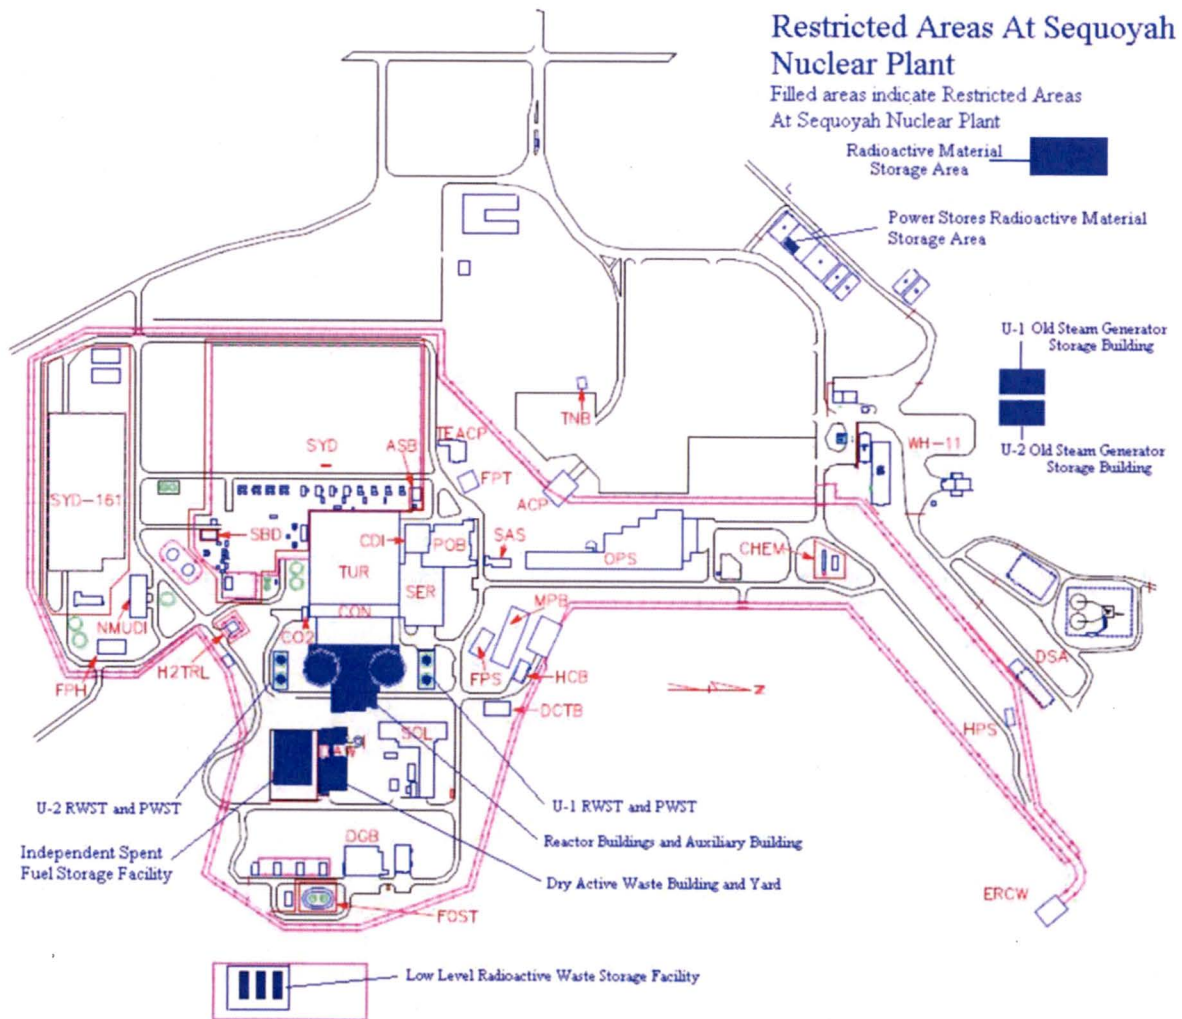 Restricted Areas At Sequoyah
Nuclear Plant
Filled areas indicate Restricted Areas
At Sequoyah Nuclear Plant
Radioactive Material
Storage Area
Power Stores Radioactive Material
Storage Area
U-1 Old Steam Generator
Storage Building
U-2 Old Steam Generator
Storage Building
TNB
TEACP
SYD
ASB
FPT
WH-11
SYD-161
ACP
SBD
CDI
POB
SAS
OPS
CHEM
TUR
SER
MPB
NMUDI
CON
CO2
H2TRL
FPH
FPS
HCB
DSA
N
DCTB
HPS
SOL
U-2 RWST and PWST
U-1 RWST and PWST
Reactor Buildings and Auxiliary Building
Independent Spent
Fuel Storage Facility
DGB
Dry Active Waste Building and Yard
ERCW
FOST
Low Level Radioactive Waste Storage Facility